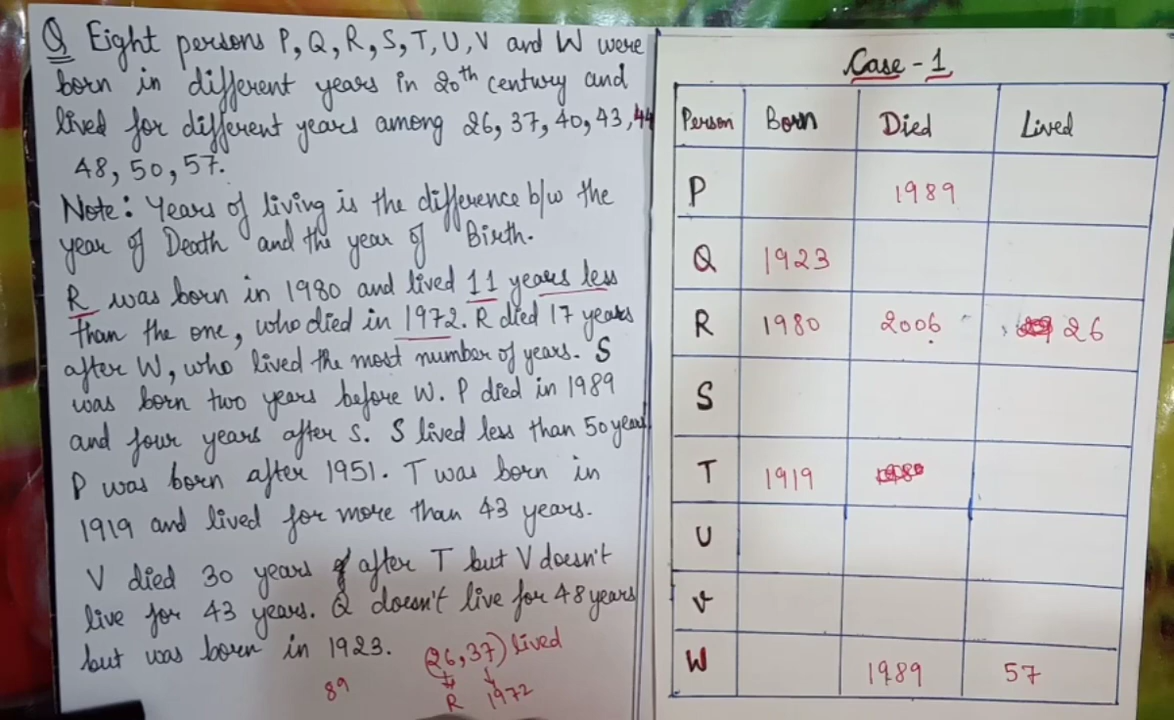 Q Eight persons P, Q, R, S, T, U, V and W were
born in different years in 20th century and
lived for different years among 26, 37, 40, 43, 44
48, 50, 57.
Note: Years of living is the difference b/w the
year of Death and the year of Birth.
R was born in 1980 and lived 11 years less
than the one, who died in 1972. R died 17 years
after W, who lived the most number of years. S
was born two years before W. P died in 1989
and four years after S. S lived less than 50 years
P was born after 1951. T was born in
1919 and lived for more than 43 years.
V died 30 years after T but V doesn't
live for 43 years. Q doesn't live for 48 years
but was born in 1923.
(26, 37) lived
89
R 1972
Case - 1
Person Born Died Lived
P 1989
Q 1923
R 1980 2006 26
S
T 1919
U
V
W 1989 57